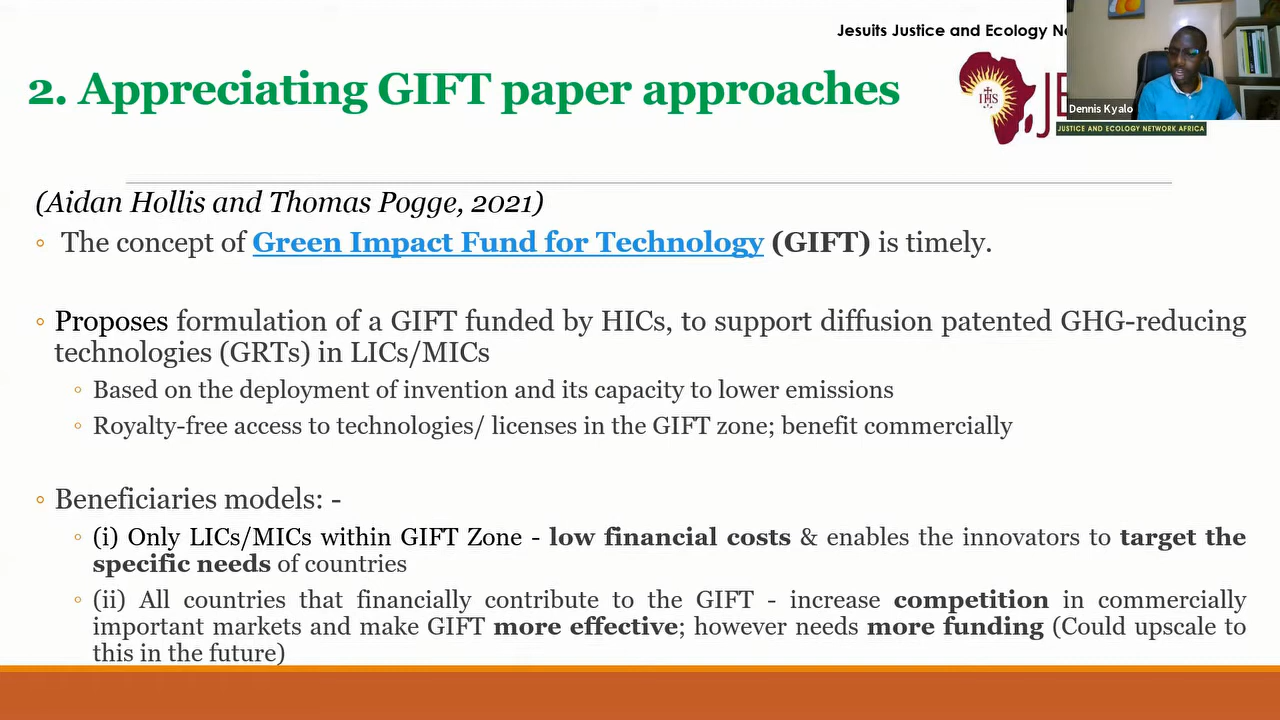 Jesuits Justice and Ecology
2. Appreciating GIFT paper approaches
IHS
JE
Dennis Kyalo
JUSTICE AND ECOLOGY NETWORK AFRICA
(Aidan Hollis and Thomas Pogge, 2021)
◦ The concept of Green Impact Fund for Technology (GIFT) is timely.
◦ Proposes formulation of a GIFT funded by HICs, to support diffusion patented GHG-reducing
technologies (GRTs) in LICs/MICs
◦ Based on the deployment of invention and its capacity to lower emissions
◦ Royalty-free access to technologies/ licenses in the GIFT zone; benefit commercially
◦ Beneficiaries models: -
◦ (i) Only LICs/MICs within GIFT Zone - low financial costs & enables the innovators to target the
specific needs of countries
◦ (ii) All countries that financially contribute to the GIFT - increase competition in commercially
important markets and make GIFT more effective; however needs more funding (Could upscale to
this in the future)